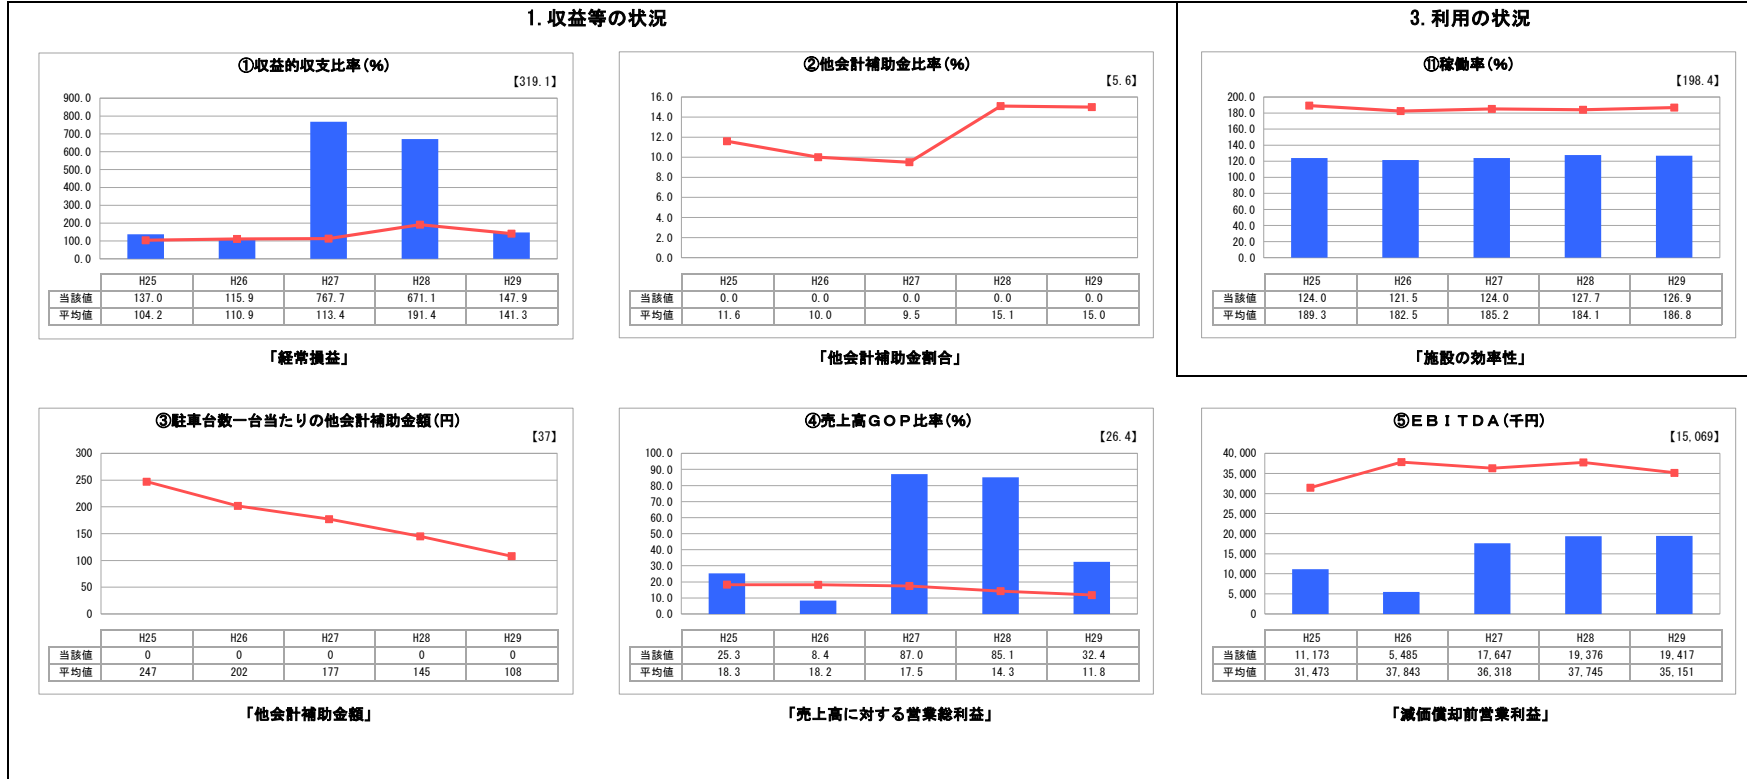 1. 収益等の状況
3. 利用の状況
①収益的収支比率(%)
【319.1】
900.0
800.0
700.0
600.0
500.0
400.0
300.0
200.0
100.0
0.0
H25 H26 H27 H28 H29
当該値 137.0 115.9 767.7 671.1 147.9
平均値 104.2 110.9 113.4 191.4 141.3
「経常損益」
②他会計補助金比率(%)
【5.6】
16.0
14.0
12.0
10.0
8.0
6.0
4.0
2.0
0.0
H25 H26 H27 H28 H29
当該値 0.0 0.0 0.0 0.0 0.0
平均値 11.6 10.0 9.5 15.1 15.0
「他会計補助金割合」
⑪稼働率(%)
【198.4】
200.0
180.0
160.0
140.0
120.0
100.0
80.0
60.0
40.0
20.0
0.0
H25 H26 H27 H28 H29
当該値 124.0 121.5 124.0 127.7 126.9
平均値 189.3 182.5 185.2 184.1 186.8
「施設の効率性」
③駐車台数一台当たりの他会計補助金額(円)
【37】
300
250
200
150
100
50
0
H25 H26 H27 H28 H29
当該値 0 0 0 0 0
平均値 247 202 177 145 108
「他会計補助金額」
④売上高GOP比率(%)
【26.4】
100.0
90.0
80.0
70.0
60.0
50.0
40.0
30.0
20.0
10.0
0.0
H25 H26 H27 H28 H29
当該値 25.3 8.4 87.0 85.1 32.4
平均値 18.3 18.2 17.5 14.3 11.8
「売上高に対する営業総利益」
⑤EBITDA(千円)
【15,069】
40,000
35,000
30,000
25,000
20,000
15,000
10,000
5,000
0
H25 H26 H27 H28 H29
当該値 11,173 5,485 17,647 19,376 19,417
平均値 31,473 37,843 36,318 37,745 35,151
「減価償却前営業利益」